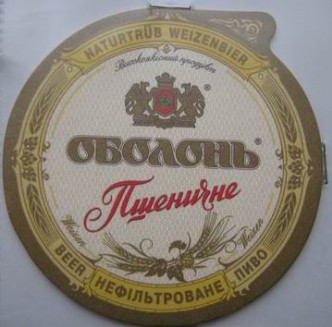 NATURTRÜB WEIZENBIER
Високоякісний продукт
ОБОЛОНЬ®
Пшеничне
Weizen Weizen
BEER НЕФІЛЬТРОВАНЕ ПИВО